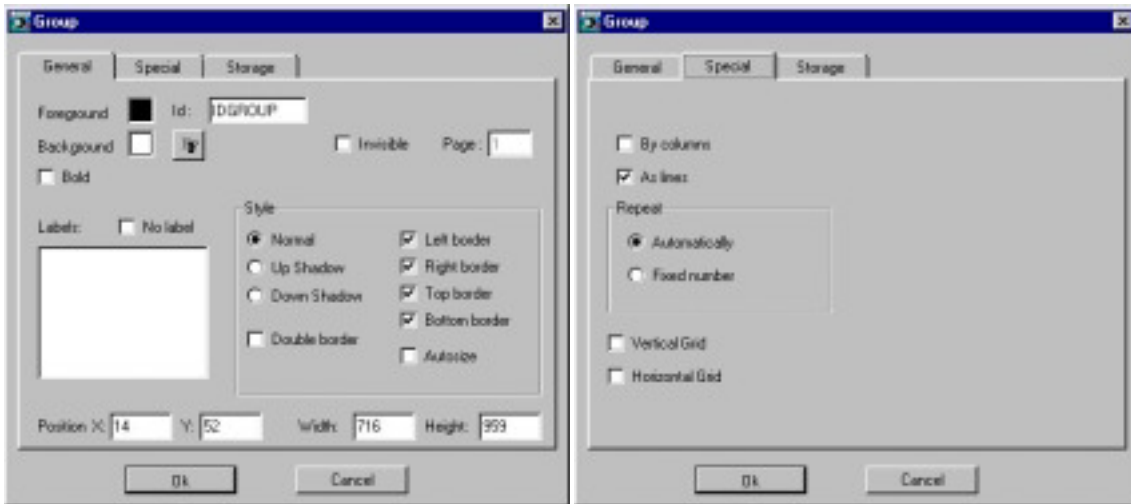 Group
General Special Storage
Foreground Id: IDGROUP
Background Invisible Page: 1
Bold
Labels: No label
Style
Normal Left border
Up Shadow Right border
Down Shadow Top border
Bottom border
Double border
Autosize
Position X: 14 Y: 52 Width: 716 Height: 959
Ok Cancel
Group
General Special Storage
By columns
As lines
Repeat
Automatically
Fixed number
Vertical Grid
Horizontal Grid
Ok Cancel